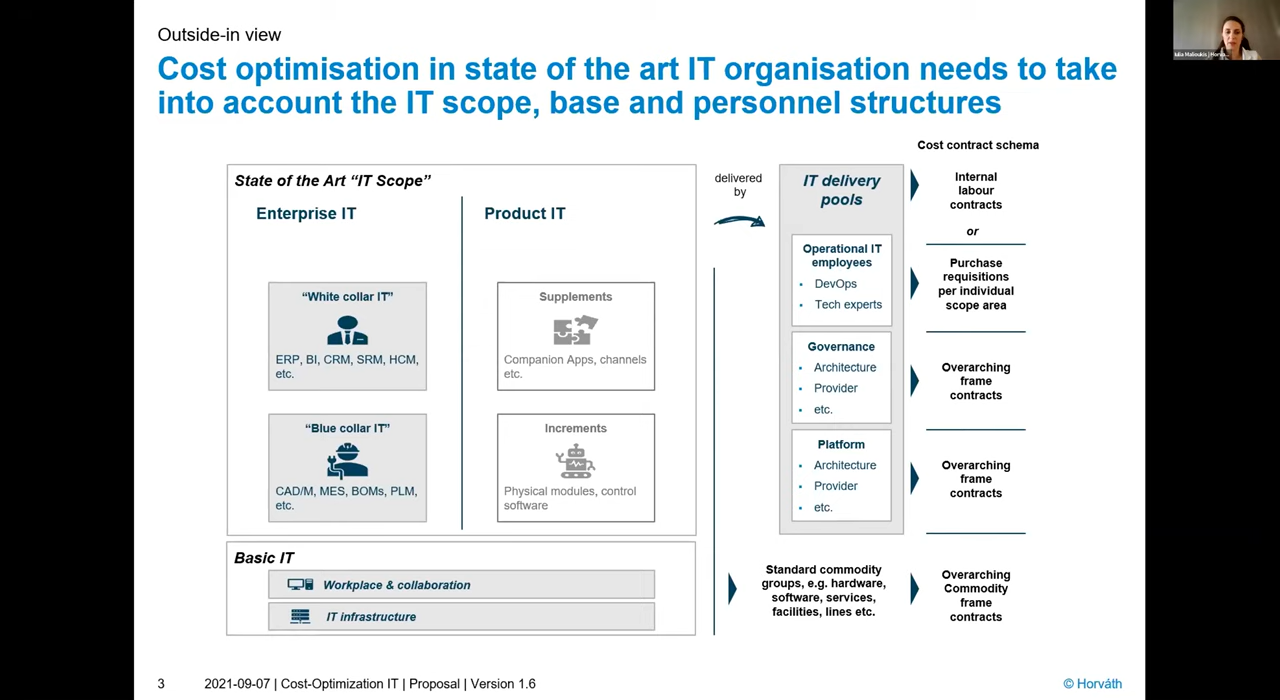 Outside-in view
Cost optimisation in state of the art IT organisation needs to take
into account the IT scope, base and personnel structures
Cost contract schema
State of the Art “IT Scope”
Enterprise IT
Product IT
“White collar IT”
ERP, BI, CRM, SRM, HCM,
etc.
Supplements
Companion Apps, channels
etc.
“Blue collar IT”
CAD/M, MES, BOMs, PLM,
etc.
Increments
Physical modules, control
software
Basic IT
Workplace & collaboration
IT infrastructure
delivered
by
IT delivery
pools
Operational IT
employees
• DevOps
• Tech experts
Governance
• Architecture
• Provider
• etc.
Platform
• Architecture
• Provider
• etc.
Standard commodity
groups, e.g. hardware,
software, services,
facilities, lines etc.
Internal
labour
contracts
or
Purchase
requisitions
per individual
scope area
Overarching
frame
contracts
Overarching
frame
contracts
Overarching
Commodity
frame
contracts
3
2021-09-07 | Cost-Optimization IT | Proposal | Version 1.6
© Horváth